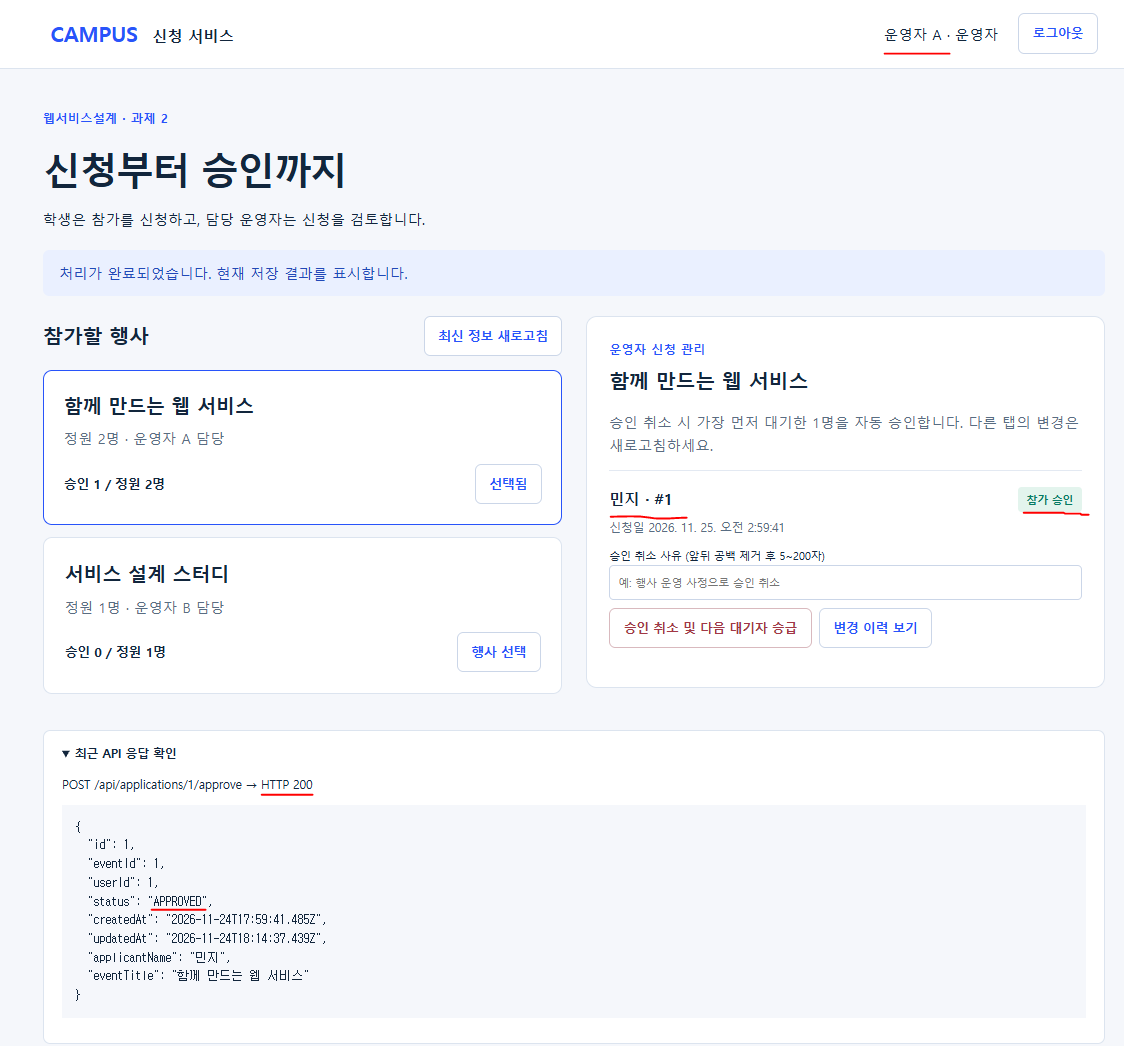 CAMPUS 신청 서비스
운영자 A · 운영자
로그아웃
웹서비스설계 · 과제 2
신청부터 승인까지
학생은 참가를 신청하고, 담당 운영자는 신청을 검토합니다.
처리가 완료되었습니다. 현재 저장 결과를 표시합니다.
참가할 행사
최신 정보 새로고침
함께 만드는 웹 서비스
정원 2명 · 운영자 A 담당
승인 1 / 정원 2명
선택됨
서비스 설계 스터디
정원 1명 · 운영자 B 담당
승인 0 / 정원 1명
행사 선택
운영자 신청 관리
함께 만드는 웹 서비스
승인 취소 시 가장 먼저 대기한 1명을 자동 승인합니다. 다른 탭의 변경은
새로고침하세요.
민지 · #1
참가 승인
신청일 2026. 11. 25. 오전 2:59:41
승인 취소 사유 (앞뒤 공백 제거 후 5~200자)
예: 행사 운영 사정으로 승인 취소
승인 취소 및 다음 대기자 승급
변경 이력 보기
▼ 최근 API 응답 확인
POST /api/applications/1/approve → HTTP 200
{
"id": 1,
"eventId": 1,
"userId": 1,
"status": "APPROVED",
"createdAt": "2026-11-24T17:59:41.485Z",
"updatedAt": "2026-11-24T18:14:37.439Z",
"applicantName": "민지",
"eventTitle": "함께 만드는 웹 서비스"
}